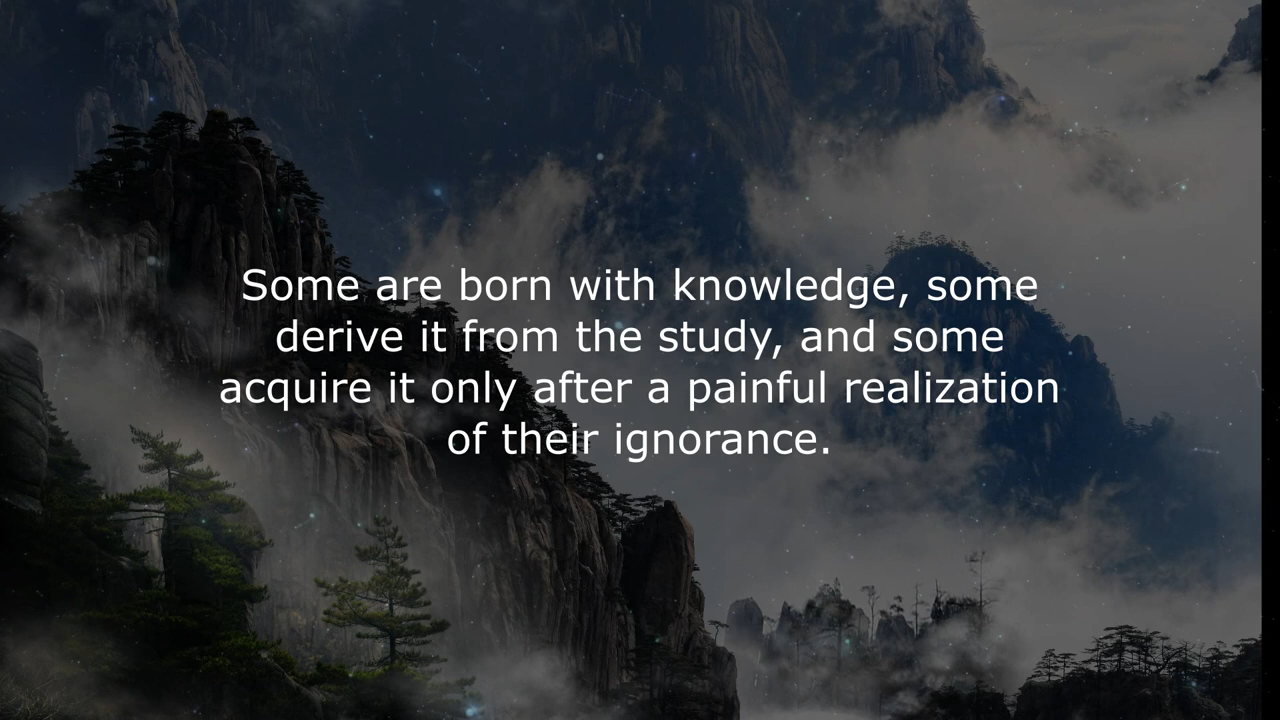 Some are born with knowledge, some
derive it from the study, and some
acquire it only after a painful realization
of their ignorance.